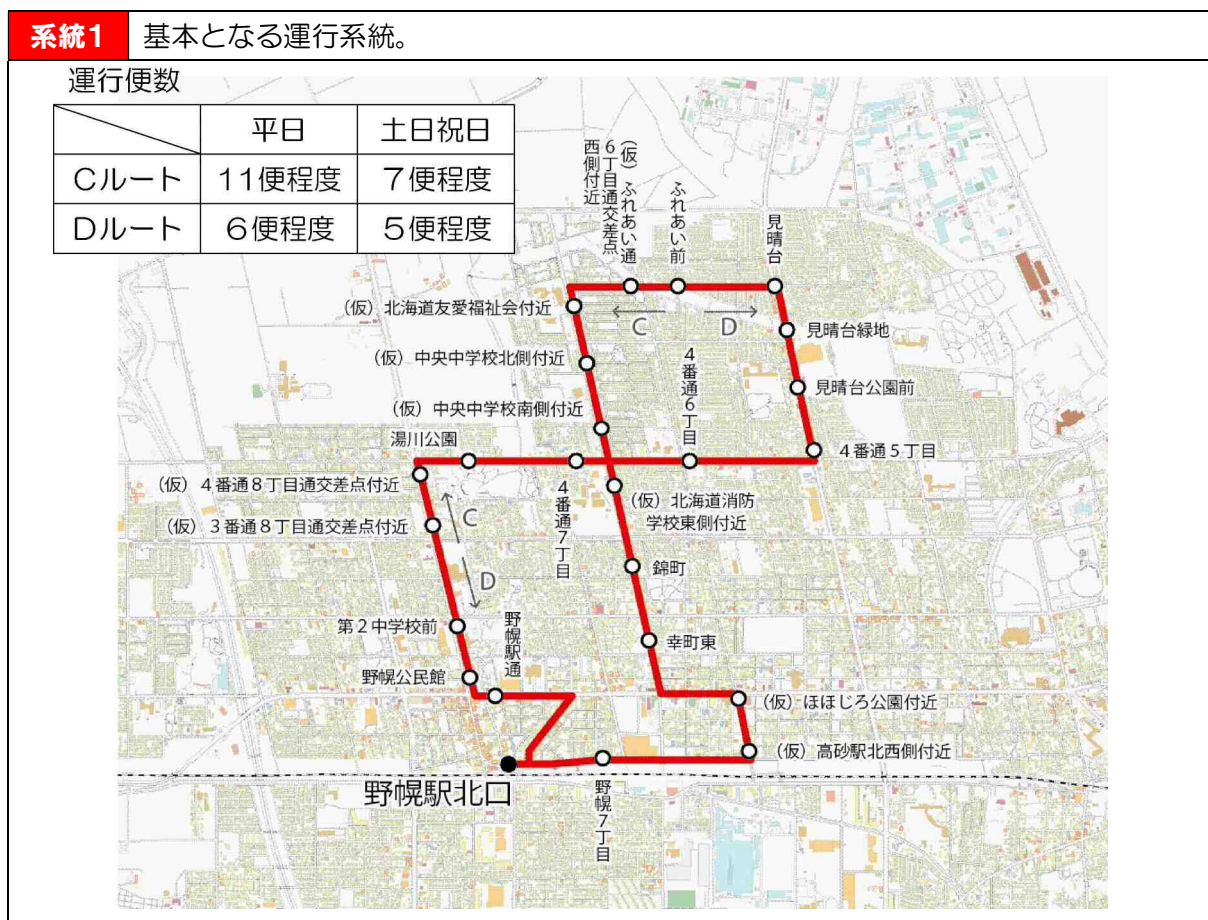 系統1 基本となる運行系統。
運行便数
平日 土日祝日
Cルート 11便程度 7便程度
Dルート 6便程度 5便程度
(仮)ふれあい通
6丁目通交差点
西側付近
ふれあい前
見晴台
(仮)北海道友愛福祉会付近
C
D
見晴台緑地
(仮)中央中学校北側付近
4番通6丁目
見晴台公園前
(仮)中央中学校南側付近
湯川公園
4番通5丁目
(仮)4番通8丁目通交差点付近
4番通7丁目
(仮)北海道消防
学校東側付近
(仮)3番通8丁目通交差点付近
C
D
錦町
第2中学校前
野幌駅通
幸町東
野幌公民館
(仮)ほほじろ公園付近
(仮)高砂駅北西側付近
野幌駅北口
野幌7丁目